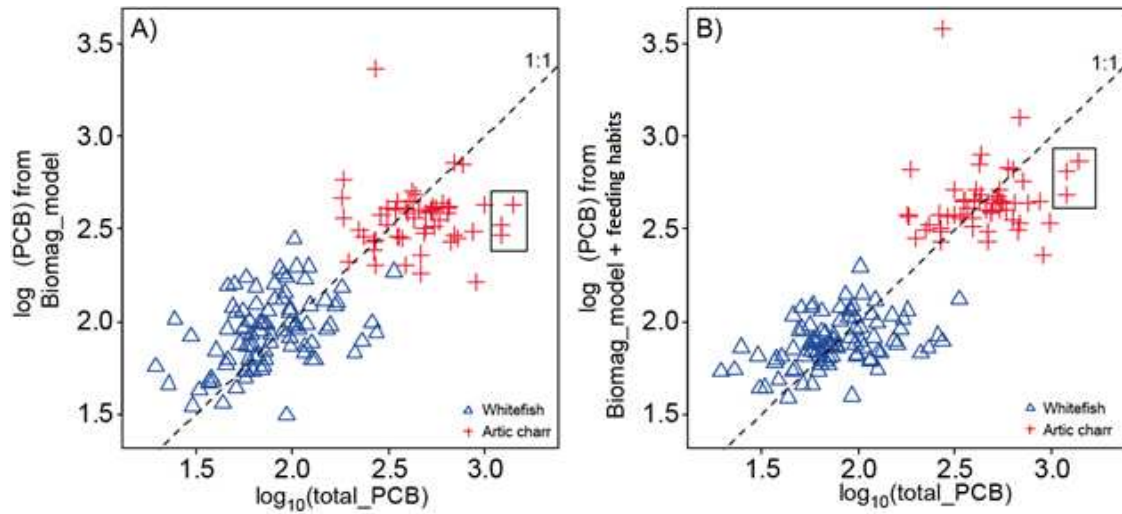 A)
B)
1:1
1:1
3.5
3.0
2.5
2.0
1.5
log (PCB) from
Biomag_model
3.5
3.0
2.5
2.0
1.5
log (PCB) from
Biomag_model + feeding habits
Whitefish
Artic charr
Whitefish
Artic charr
1.5 2.0 2.5 3.0
1.5 2.0 2.5 3.0
log10(total_PCB)
log10(total_PCB)